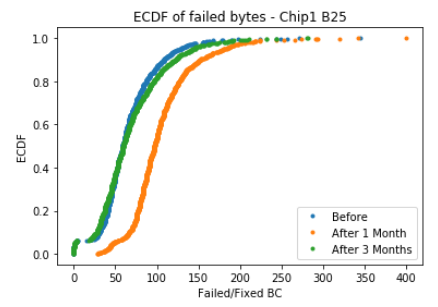 ECDF of failed bytes - Chip1 B25
1.0
0.8
0.6
0.4
0.2
0.0
ECDF
0
50
100
150
200
250
300
350
400
Failed/Fixed BC
Before
After 1 Month
After 3 Months